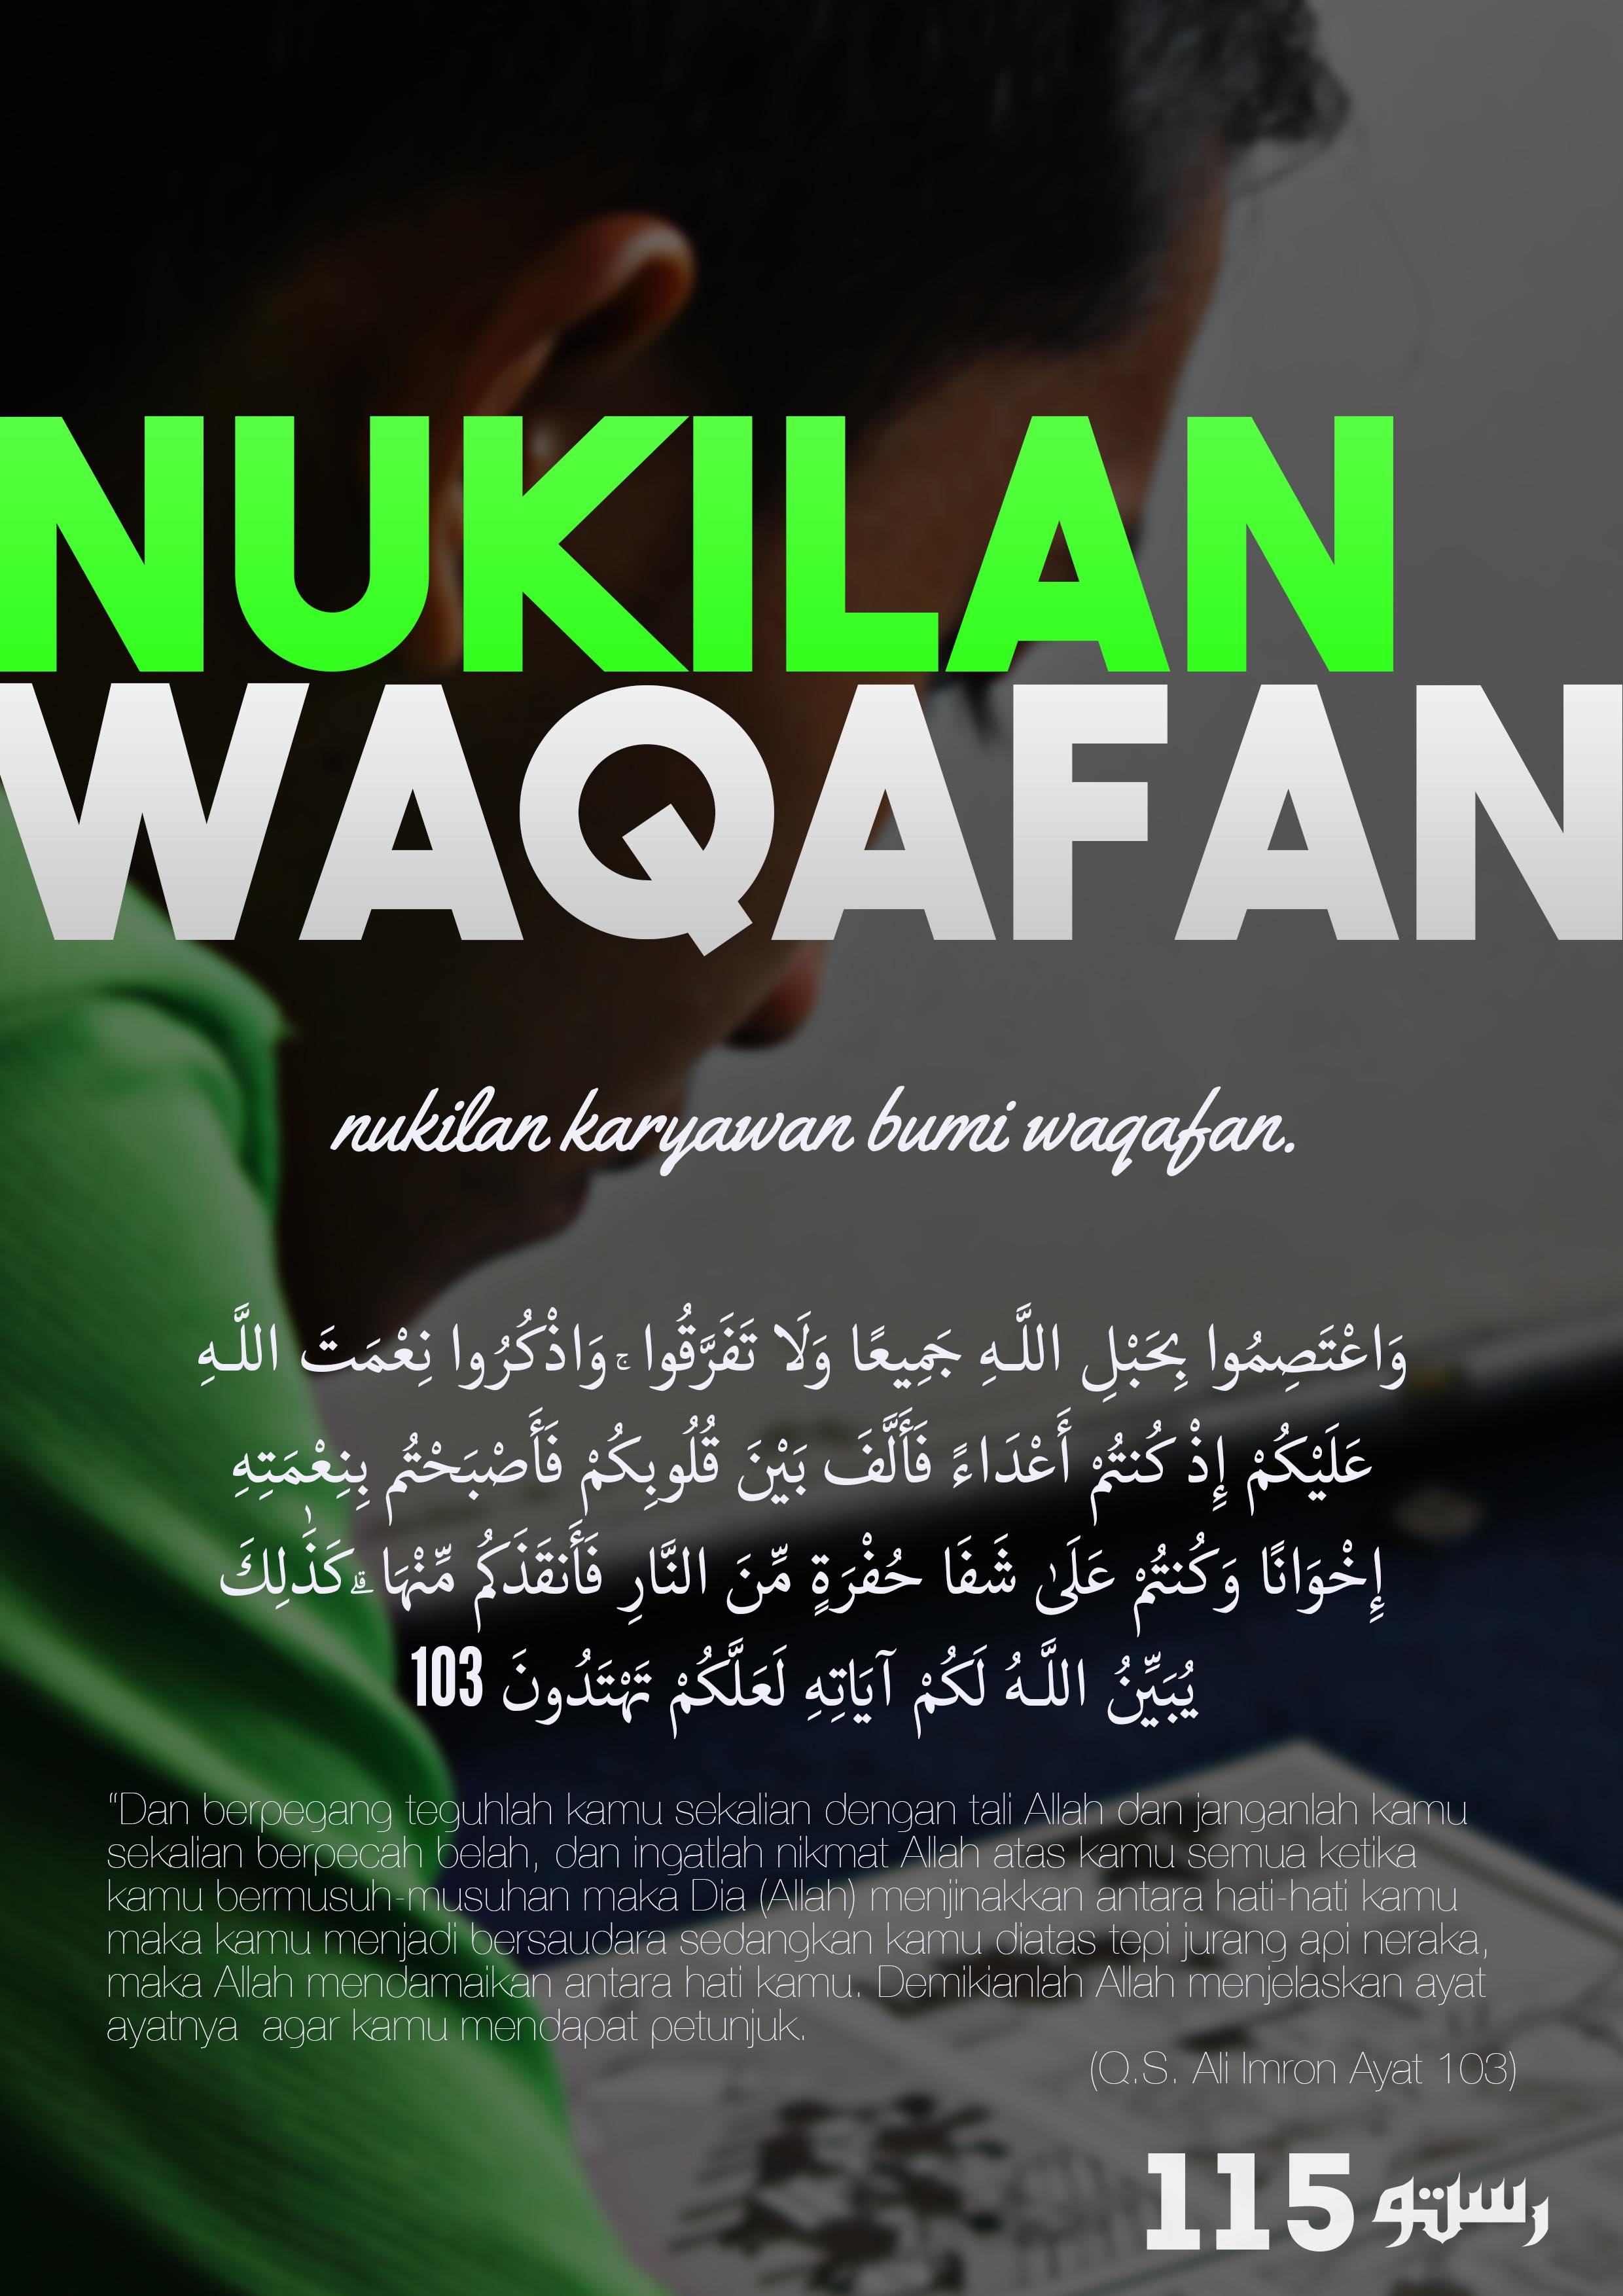 NUKILAN
WAQAFAN
nukilan karyawan bumi waqafan.
وَاعْتَصِمُوا بِحَبْلِ اللَّـهِ جَمِيعًا وَلَا تَفَرَّقُوا ۚ وَاذْكُرُوا نِعْمَتَ اللَّـهِ
عَلَيْكُمْ إِذْ كُنتُمْ أَعْدَاءً فَأَلَّفَ بَيْنَ قُلُوبِكُمْ فَأَصْبَحْتُم بِنِعْمَتِهِ
إِخْوَانًا وَكُنتُمْ عَلَىٰ شَفَا حُفْرَةٍ مِّنَ النَّارِ فَأَنقَذَكُم مِّنْهَا ۗ كَذَٰلِكَ
يُبَيِّنُ اللَّـهُ لَكُمْ آيَاتِهِ لَعَلَّكُمْ تَهْتَدُونَ 103
“Dan berpegang teguhlah kamu sekalian dengan tali Allah dan janganlah kamu
sekalian berpecah belah, dan ingatlah nikmat Allah atas kamu semua ketika
kamu bermusuh-musuhan maka Dia (Allah) menjinakkan antara hati-hati kamu
maka kamu menjadi bersaudara sedangkan kamu diatas tepi jurang api neraka,
maka Allah mendamaikan antara hati kamu. Demikianlah Allah menjelaskan ayat
ayatnya  agar kamu mendapat petunjuk.
(Q.S. Ali Imron Ayat 103)
115 رستو